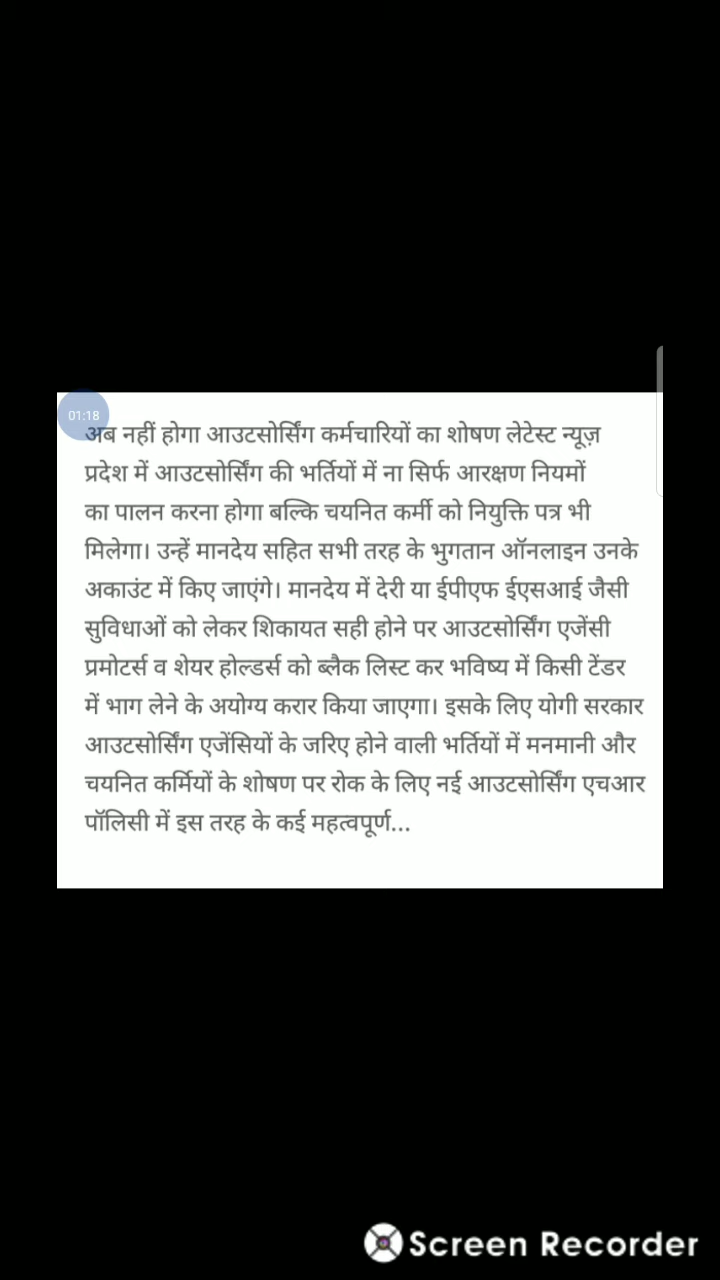 01:18
अब नहीं होगा आउटसोर्सिंग कर्मचारियों का शोषण लेटेस्ट न्यूज़
प्रदेश में आउटसोर्सिंग की भर्तियों में ना सिर्फ आरक्षण नियमों
का पालन करना होगा बल्कि चयनित कर्मी को नियुक्ति पत्र भी
मिलेगा। उन्हें मानदेय सहित सभी तरह के भुगतान ऑनलाइन उनके
अकाउंट में किए जाएंगे। मानदेय में देरी या ईपीएफ ईएसआई जैसी
सुविधाओं को लेकर शिकायत सही होने पर आउटसोर्सिंग एजेंसी
प्रमोटर्स व शेयर होल्डर्स को ब्लैक लिस्ट कर भविष्य में किसी टेंडर
में भाग लेने के अयोग्य करार किया जाएगा। इसके लिए योगी सरकार
आउटसोर्सिंग एजेंसियों के जरिए होने वाली भर्तियों में मनमानी और
चयनित कर्मियों के शोषण पर रोक के लिए नई आउटसोर्सिंग एचआर
पॉलिसी में इस तरह के कई महत्वपूर्ण...
Screen Recorder